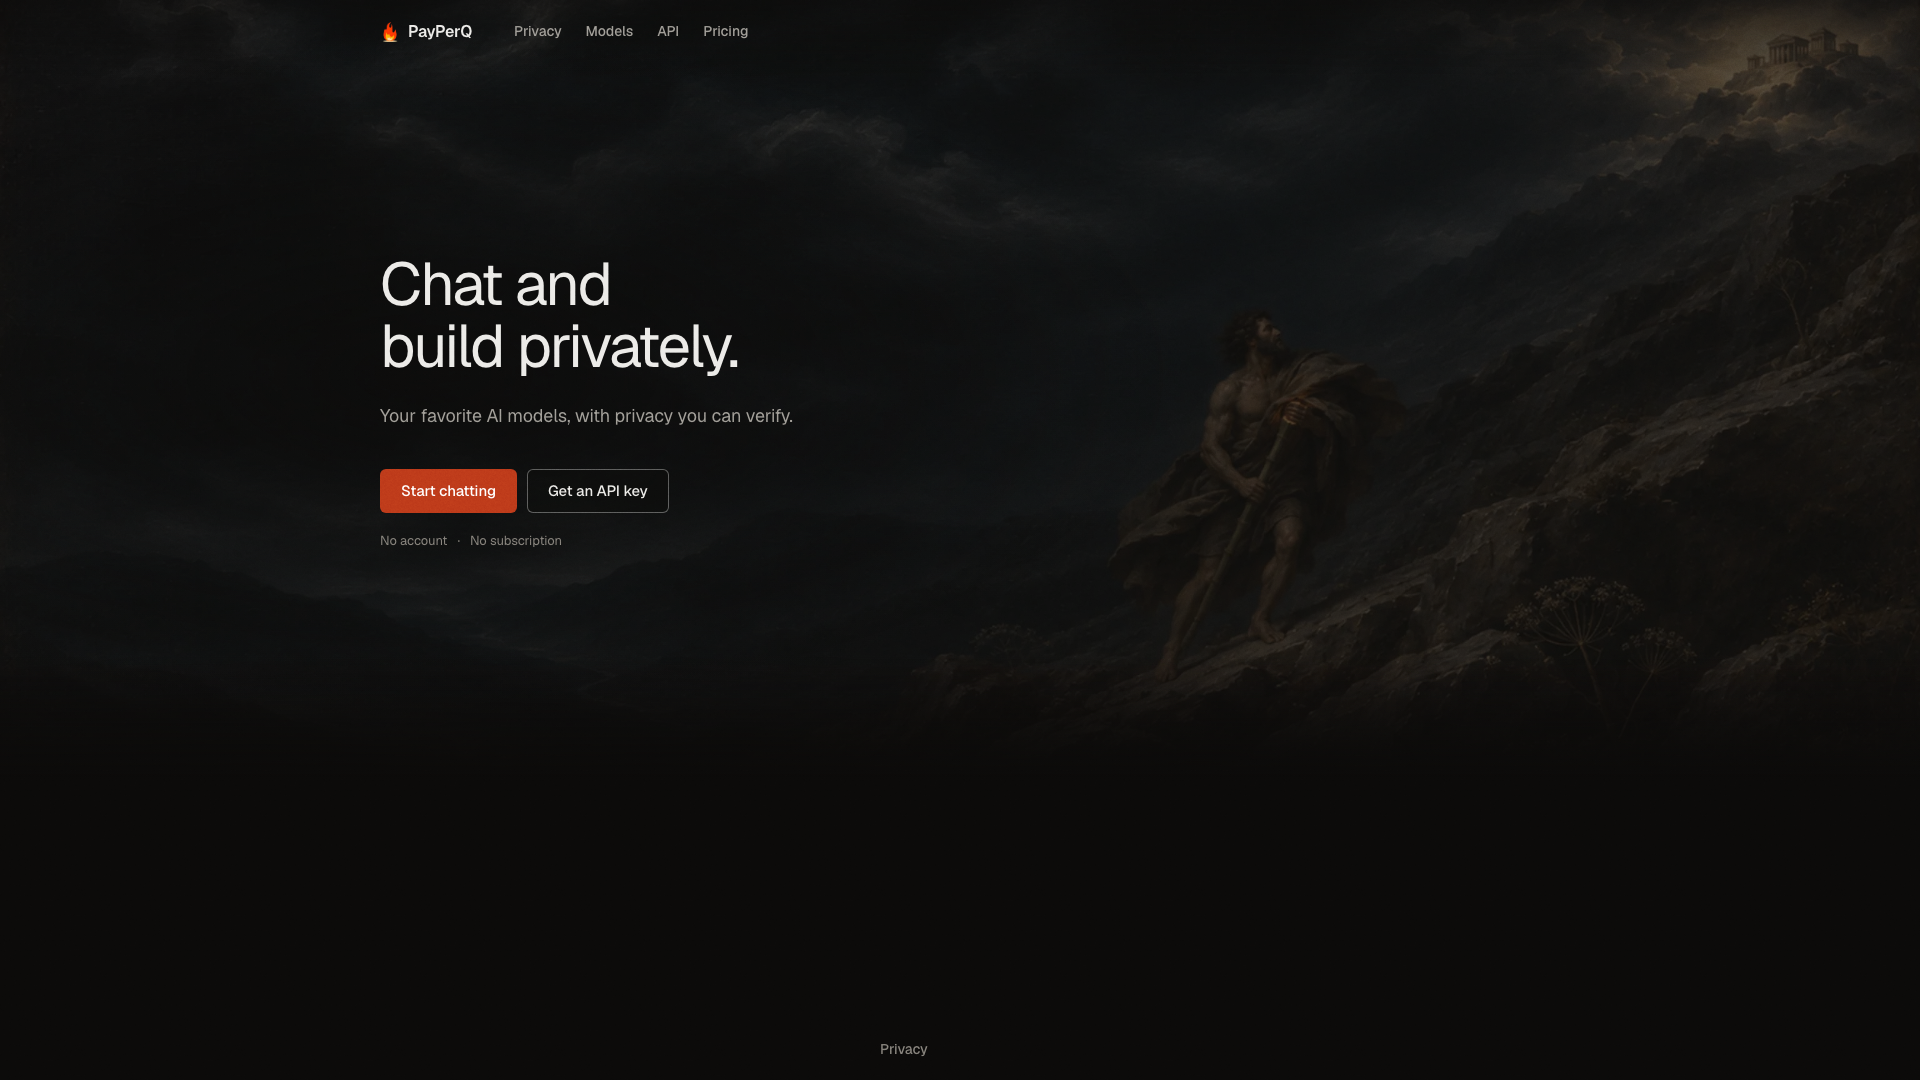 PayPerQ Privacy Models API Pricing
Chat and
build privately.
Your favorite AI models, with privacy you can verify.
Start chatting Get an API key
No account · No subscription
Privacy